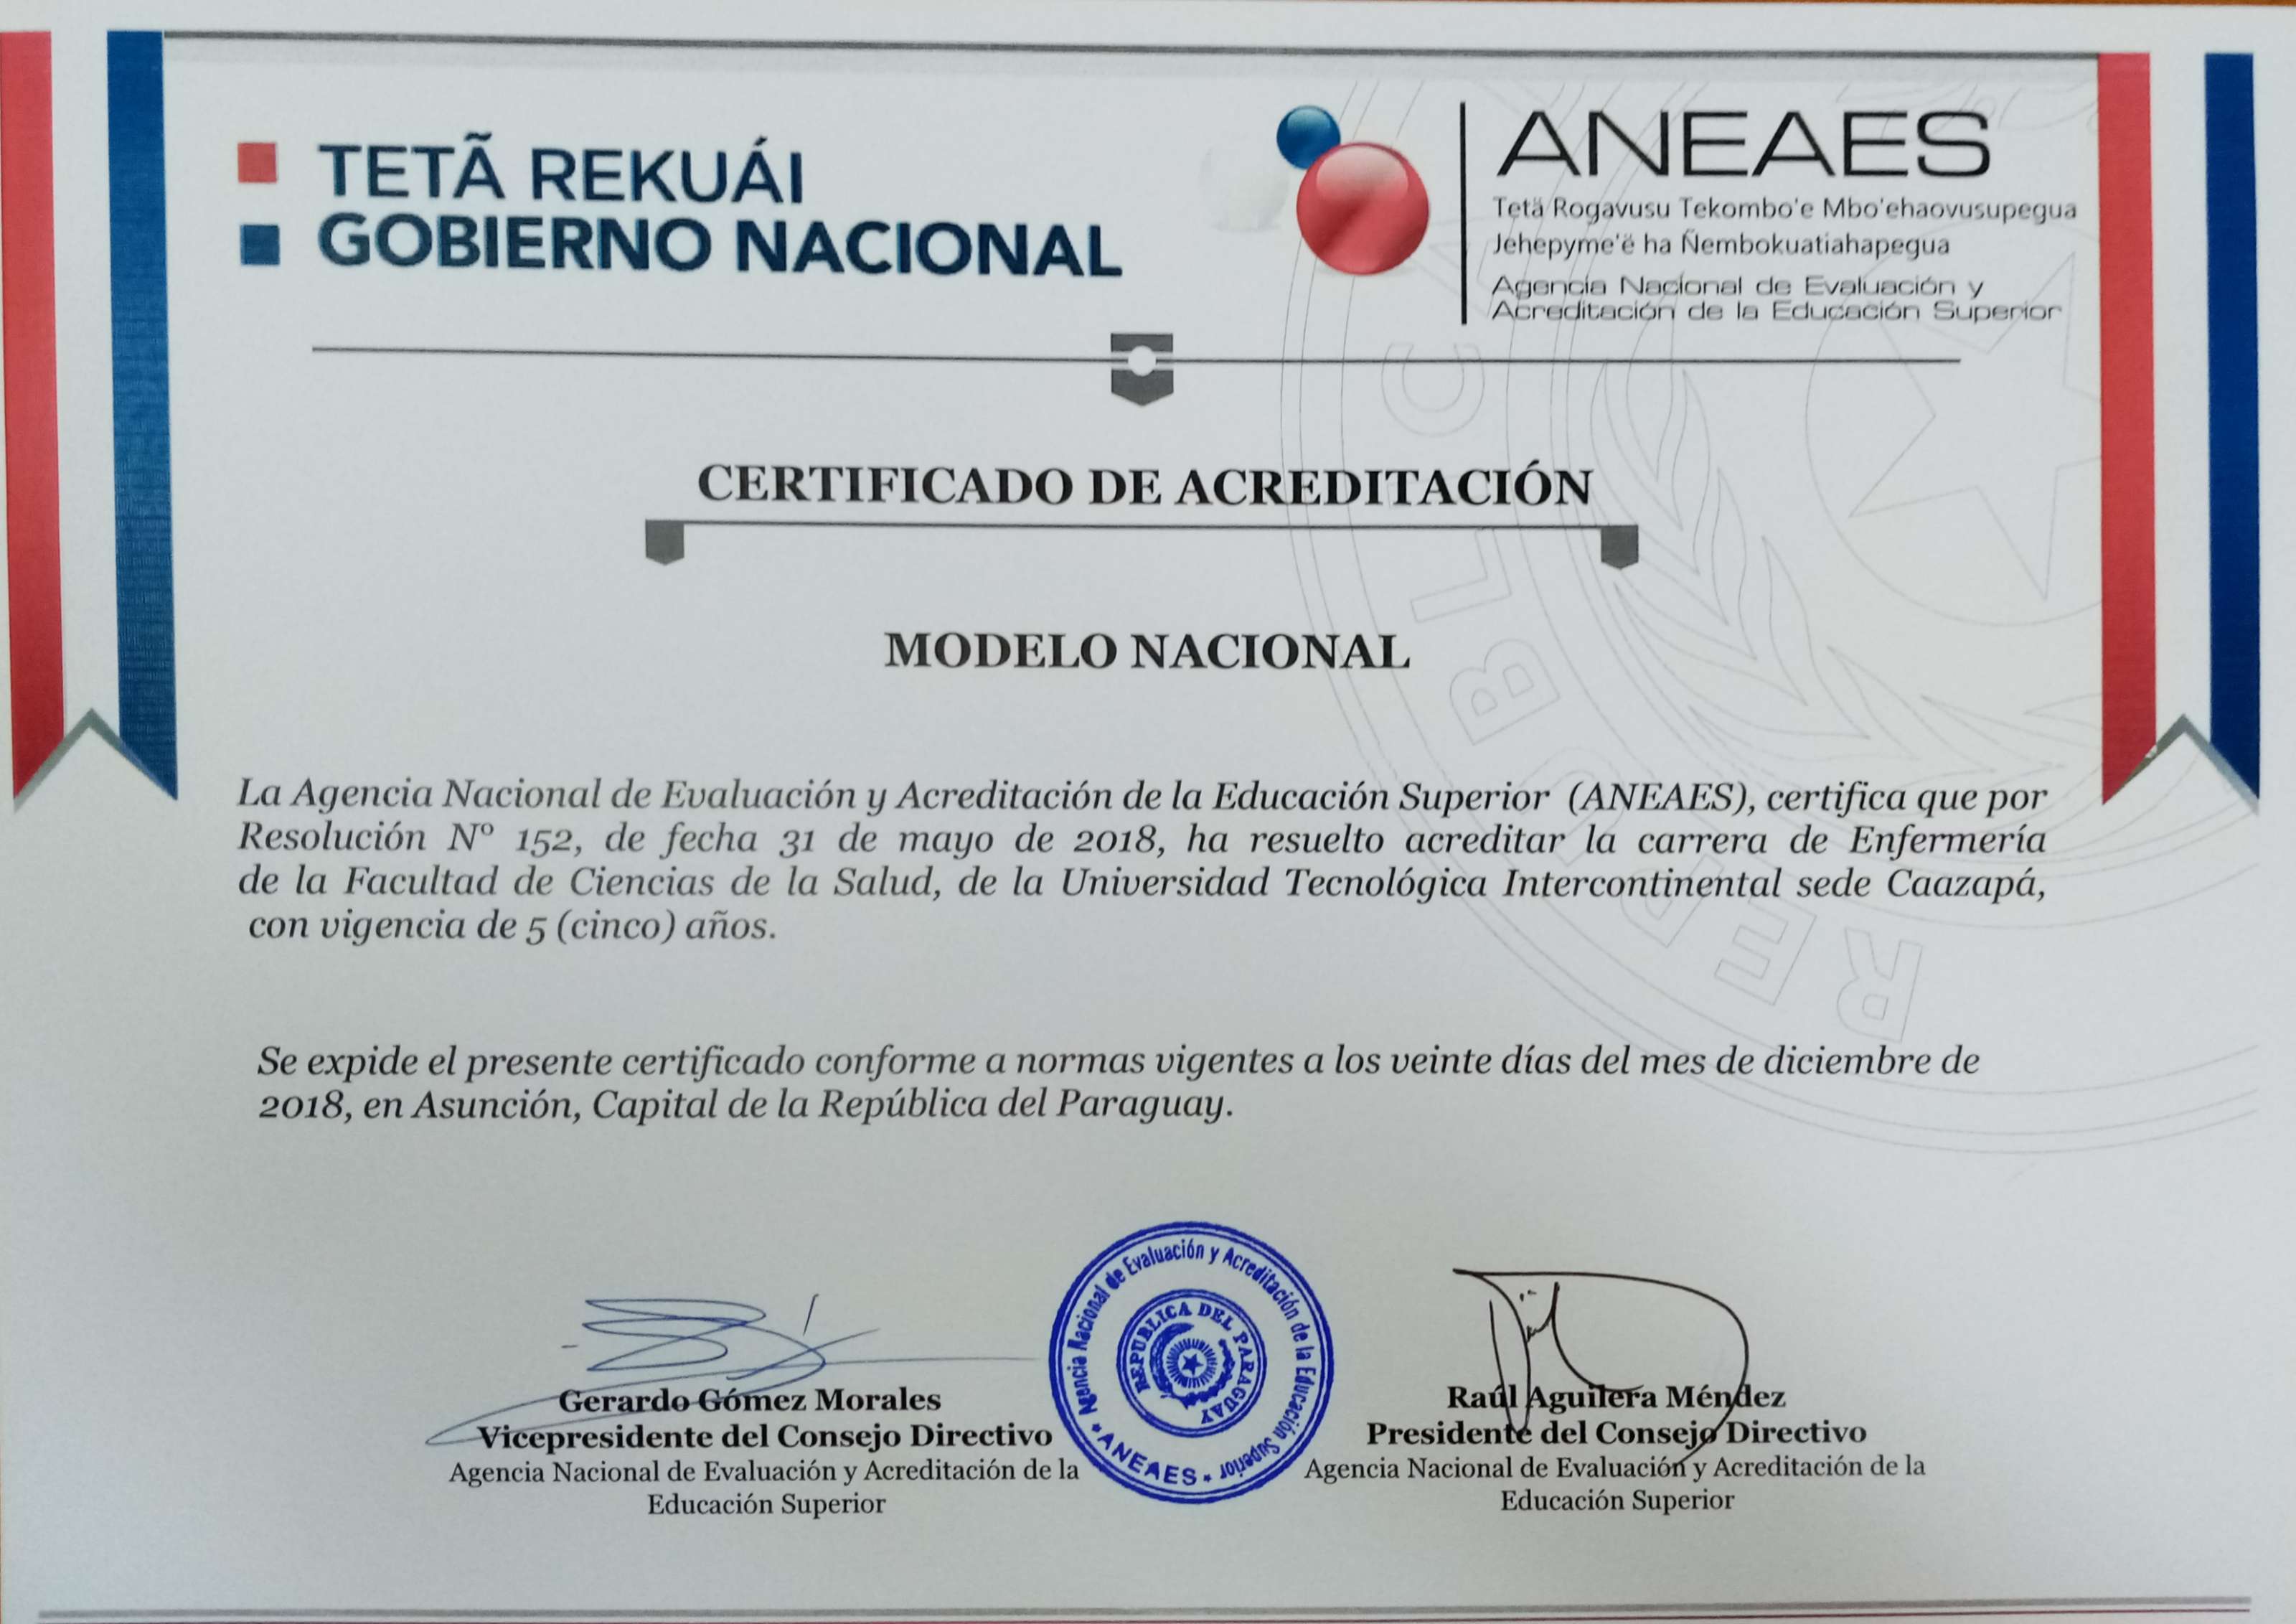 TETÃ REKUÁI
GOBIERNO NACIONAL
ANEAES
Tetã Rogavusu Tekombo'e Mbo'ehaovusupegua
Jehepyme'ẽ ha Ñembokuatiahapegua
Agencia Nacional de Evaluación y
Acreditación de la Educación Superior
CERTIFICADO DE ACREDITACIÓN
MODELO NACIONAL
La Agencia Nacional de Evaluación y Acreditación de la Educación Superior (ANEAES), certifica que por
Resolución Nº 152, de fecha 31 de mayo de 2018, ha resuelto acreditar la carrera de Enfermería
de la Facultad de Ciencias de la Salud, de la Universidad Tecnológica Intercontinental sede Caazapá,
con vigencia de 5 (cinco) años.
Se expide el presente certificado conforme a normas vigentes a los veinte días del mes de diciembre de
2018, en Asunción, Capital de la República del Paraguay.
Gerardo Gómez Morales
Vicepresidente del Consejo Directivo
Agencia Nacional de Evaluación y Acreditación de la
Educación Superior
Agencia Nacional de Evaluación y Acreditación de la Educación Superior
* ANEAES *
REPUBLICA DEL PARAGUAY
Raúl Aguilera Méndez
Presidente del Consejo Directivo
Agencia Nacional de Evaluación y Acreditación de la
Educación Superior